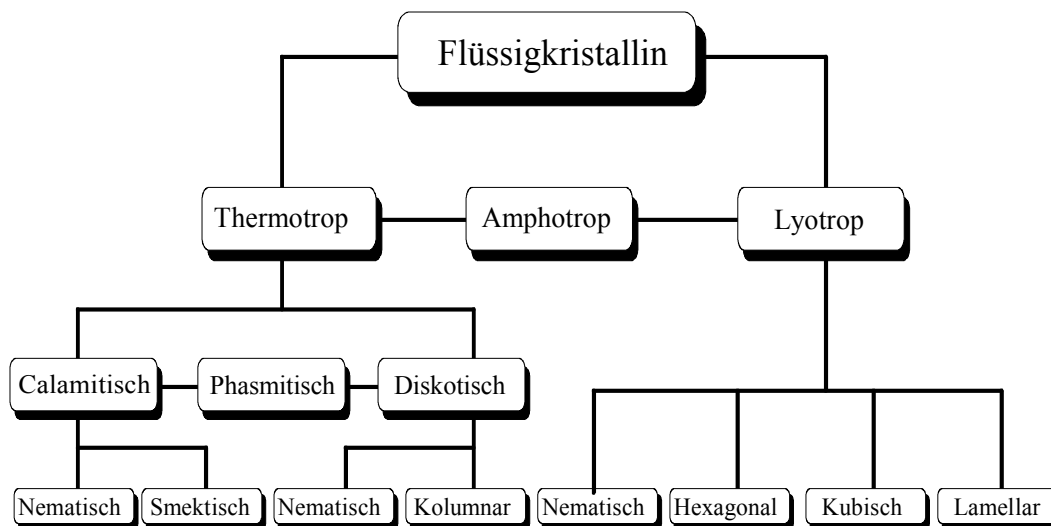 Flüssigkristallin
Thermotrop
Amphotrop
Lyotrop
Calamitisch
Phasmitisch
Diskotisch
Nematisch
Smektisch
Nematisch
Kolumnar
Nematisch
Hexagonal
Kubisch
Lamellar